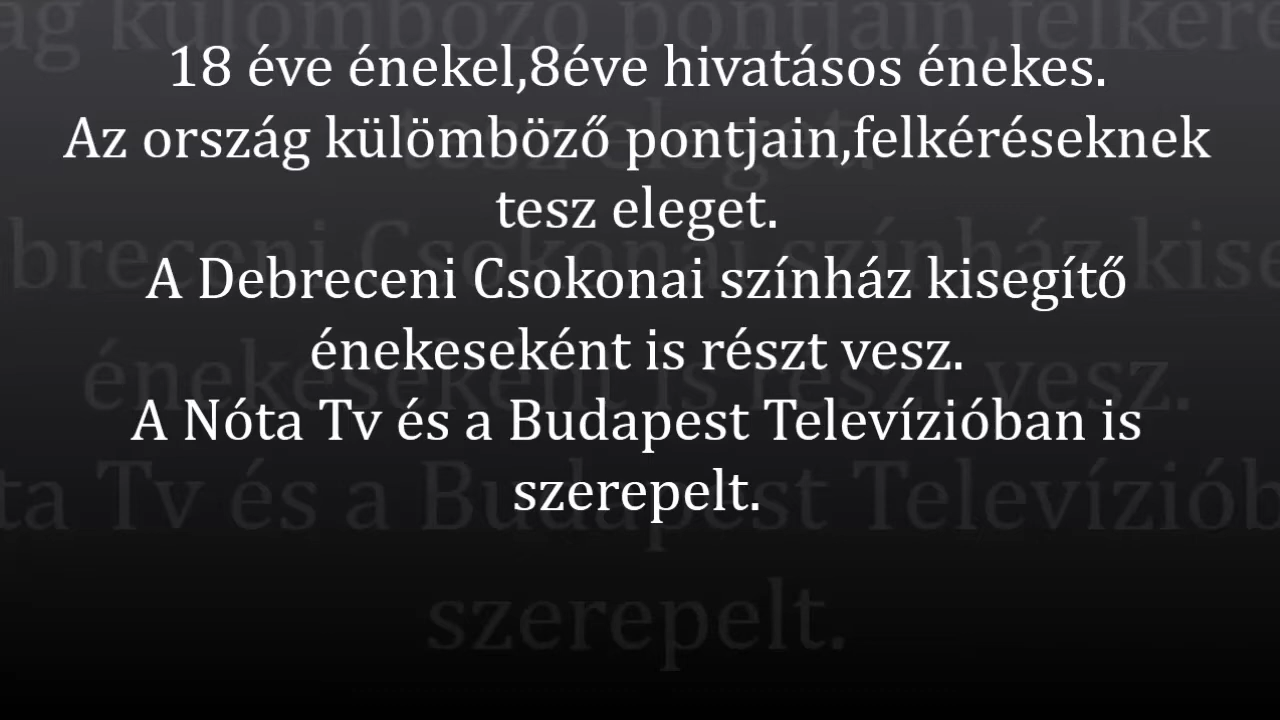 18 éve énekel,8éve hivatásos énekes.
Az ország külömböző pontjain,felkéréseknek
tesz eleget.
A Debreceni Csokonai színház kisegítő
énekeseként is részt vesz.
A Nóta Tv és a Budapest Televízióban is
szerepelt.